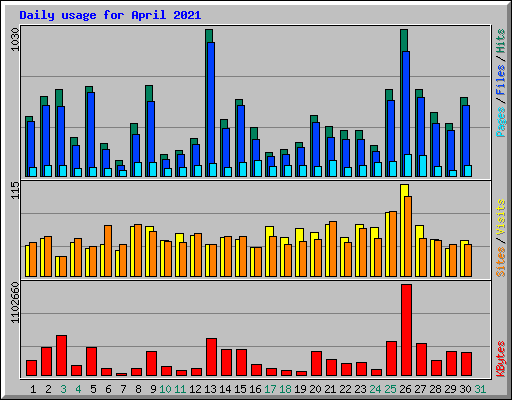 Daily usage for April 2021
1030
Pages / Files / Hits
115
Sites / Visits
1102660
KBytes
1 2 3 4 5 6 7 8 9 10 11 12 13 14 15 16 17 18 19 20 21 22 23 24 25 26 27 28 29 30 31